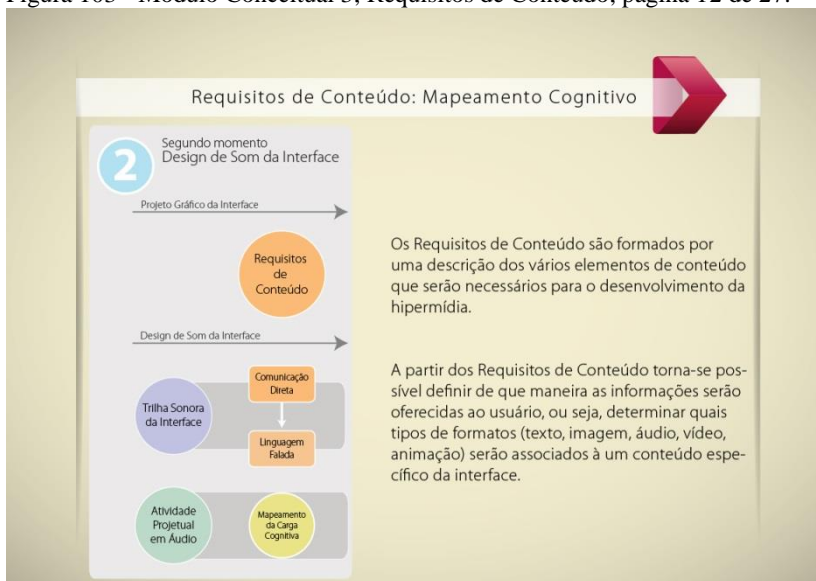 Figura 105 - Módulo Conceitual 3, Requisitos de Conteúdo, página 12 de 27.
Requisitos de Conteúdo: Mapeamento Cognitivo
2
Segundo momento
Design de Som da Interface
Projeto Gráfico da Interface
Requisitos
de
Conteúdo
Design de Som da Interface
Trilha Sonora
da Interface
Comunicação
Direta
Linguagem
Falada
Atividade
Projetual
em Áudio
Mapeamento
da Carga
Cognitiva
Os Requisitos de Conteúdo são formados por
uma descrição dos vários elementos de conteúdo
que serão necessários para o desenvolvimento da
hipermídia.
A partir dos Requisitos de Conteúdo torna-se pos-
sível definir de que maneira as informações serão
oferecidas ao usuário, ou seja, determinar quais
tipos de formatos (texto, imagem, áudio, vídeo,
animação) serão associados à um conteúdo espe-
cífico da interface.